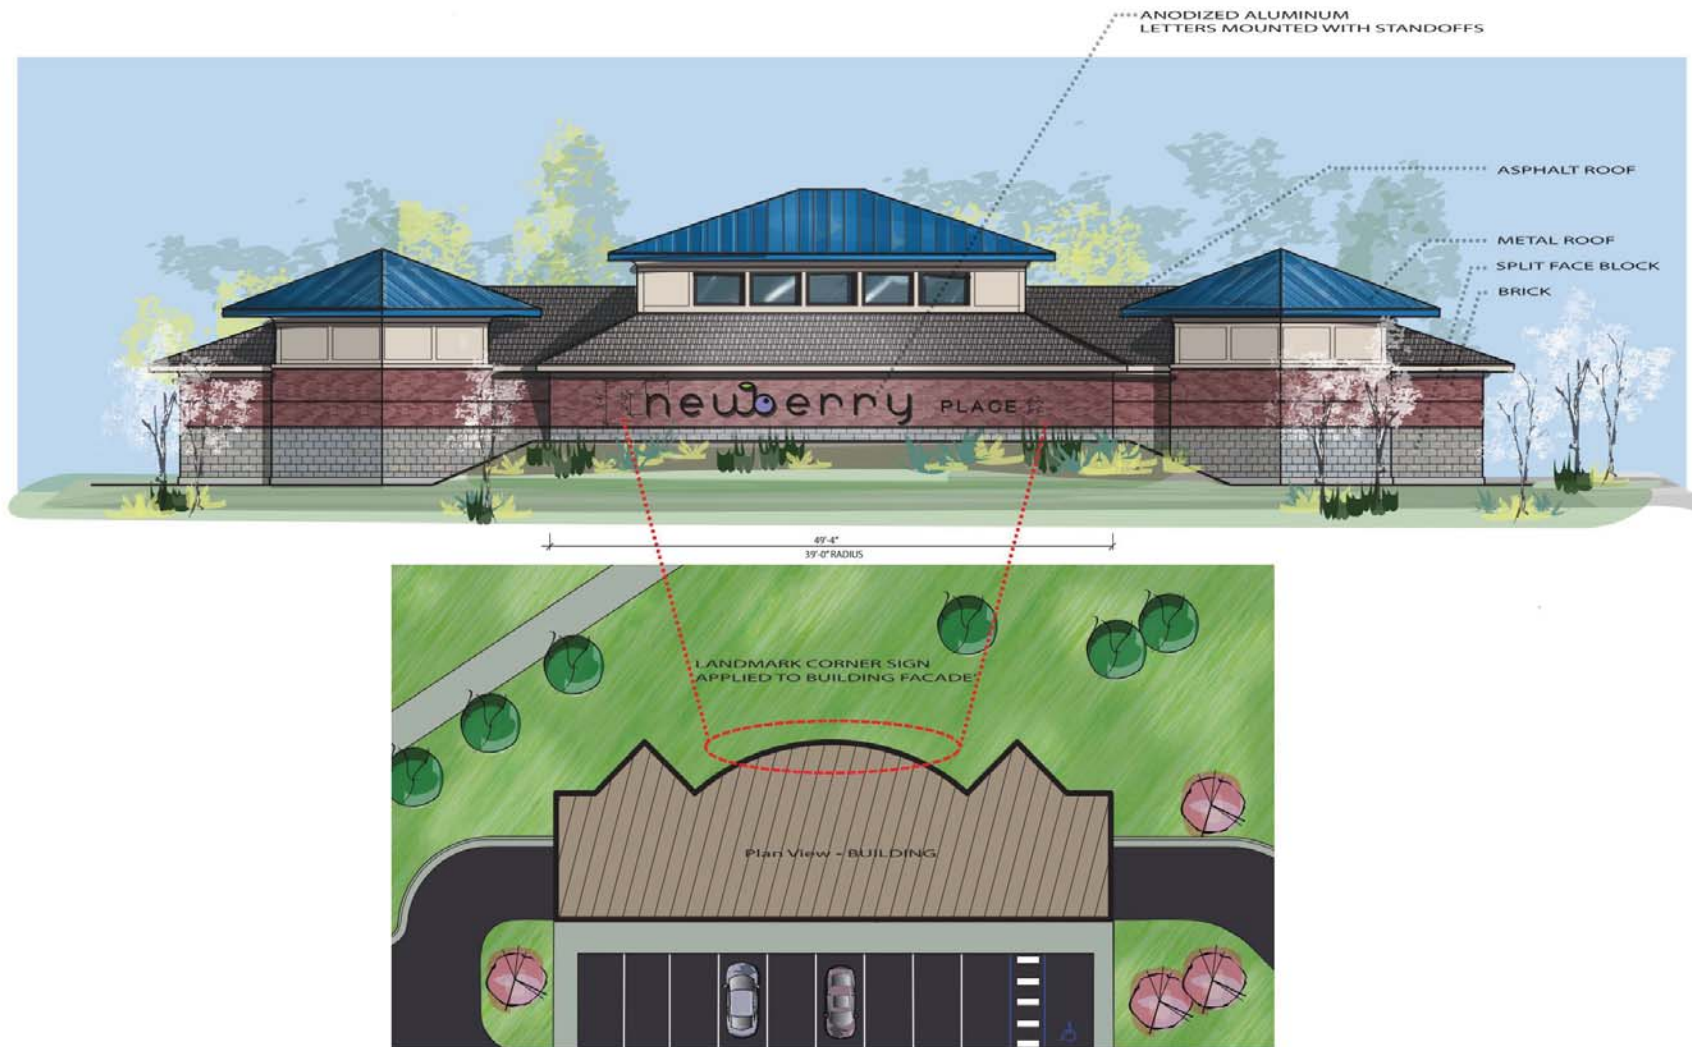 ANODIZED ALUMINUM
LETTERS MOUNTED WITH STANDOFFS
ASPHALT ROOF
METAL ROOF
SPLIT FACE BLOCK
BRICK
newberry PLACE
49'-4"
39'-0" RADIUS
LANDMARK CORNER SIGN
APPLIED TO BUILDING FACADE
Plan View - BUILDING